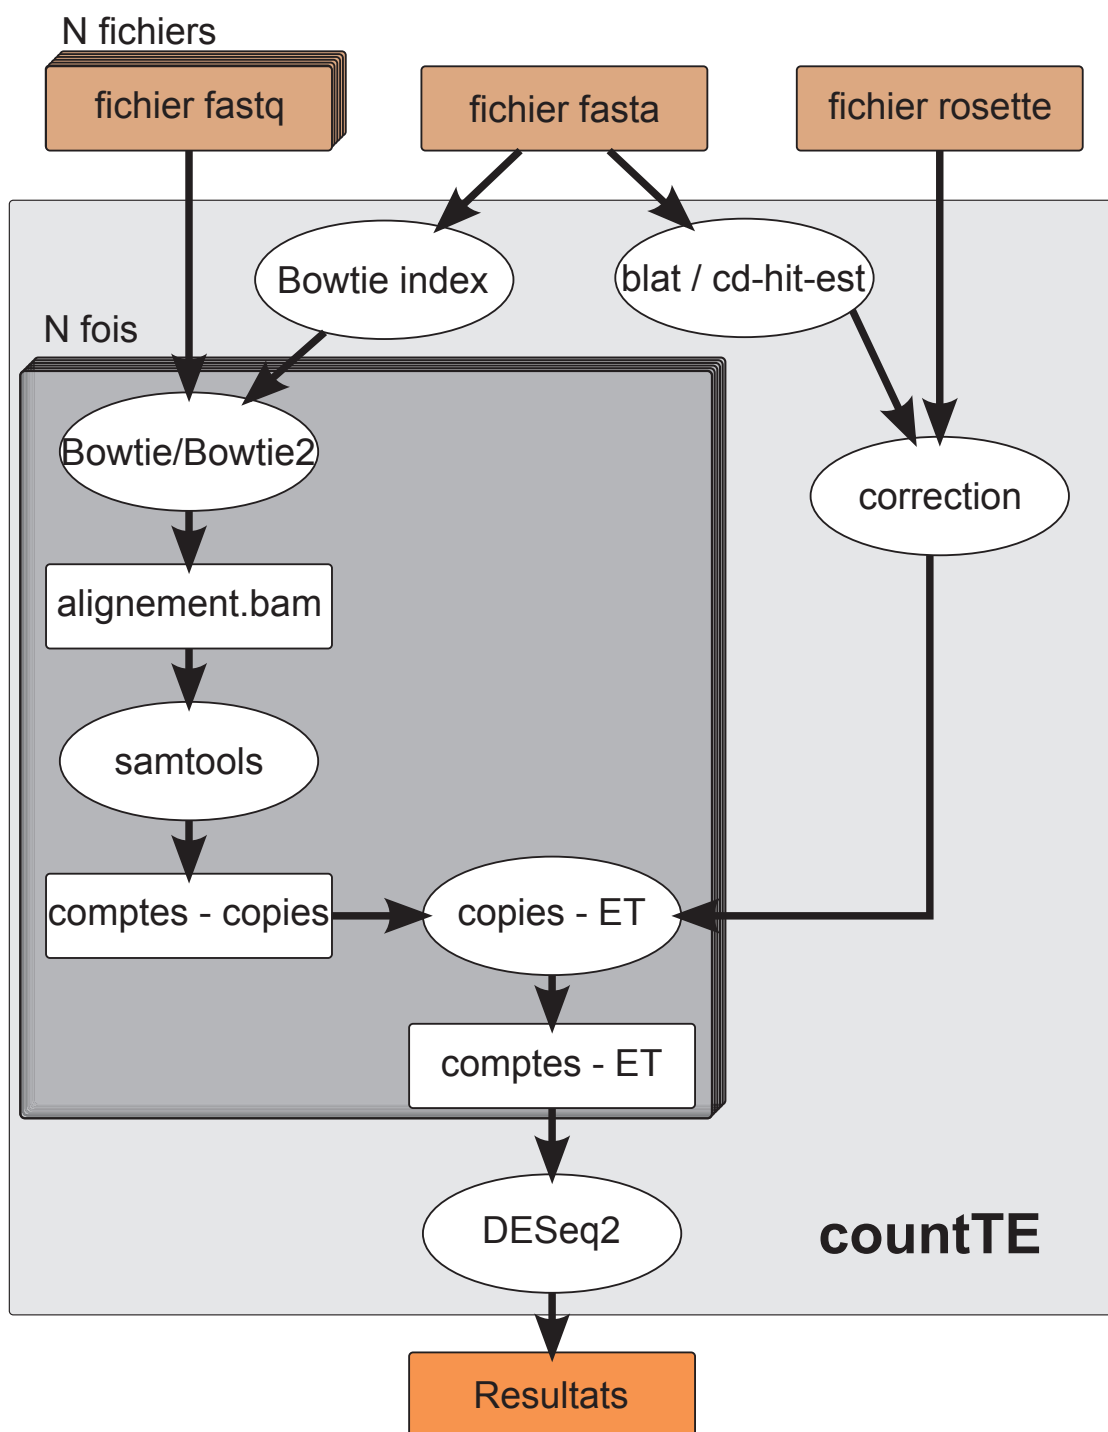 N fichiers
fichier fastq
fichier fasta
fichier rosette
Bowtie index
blat / cd-hit-est
N fois
Bowtie/Bowtie2
correction
alignement.bam
samtools
comptes - copies
copies - ET
comptes - ET
DESeq2
countTE
Resultats